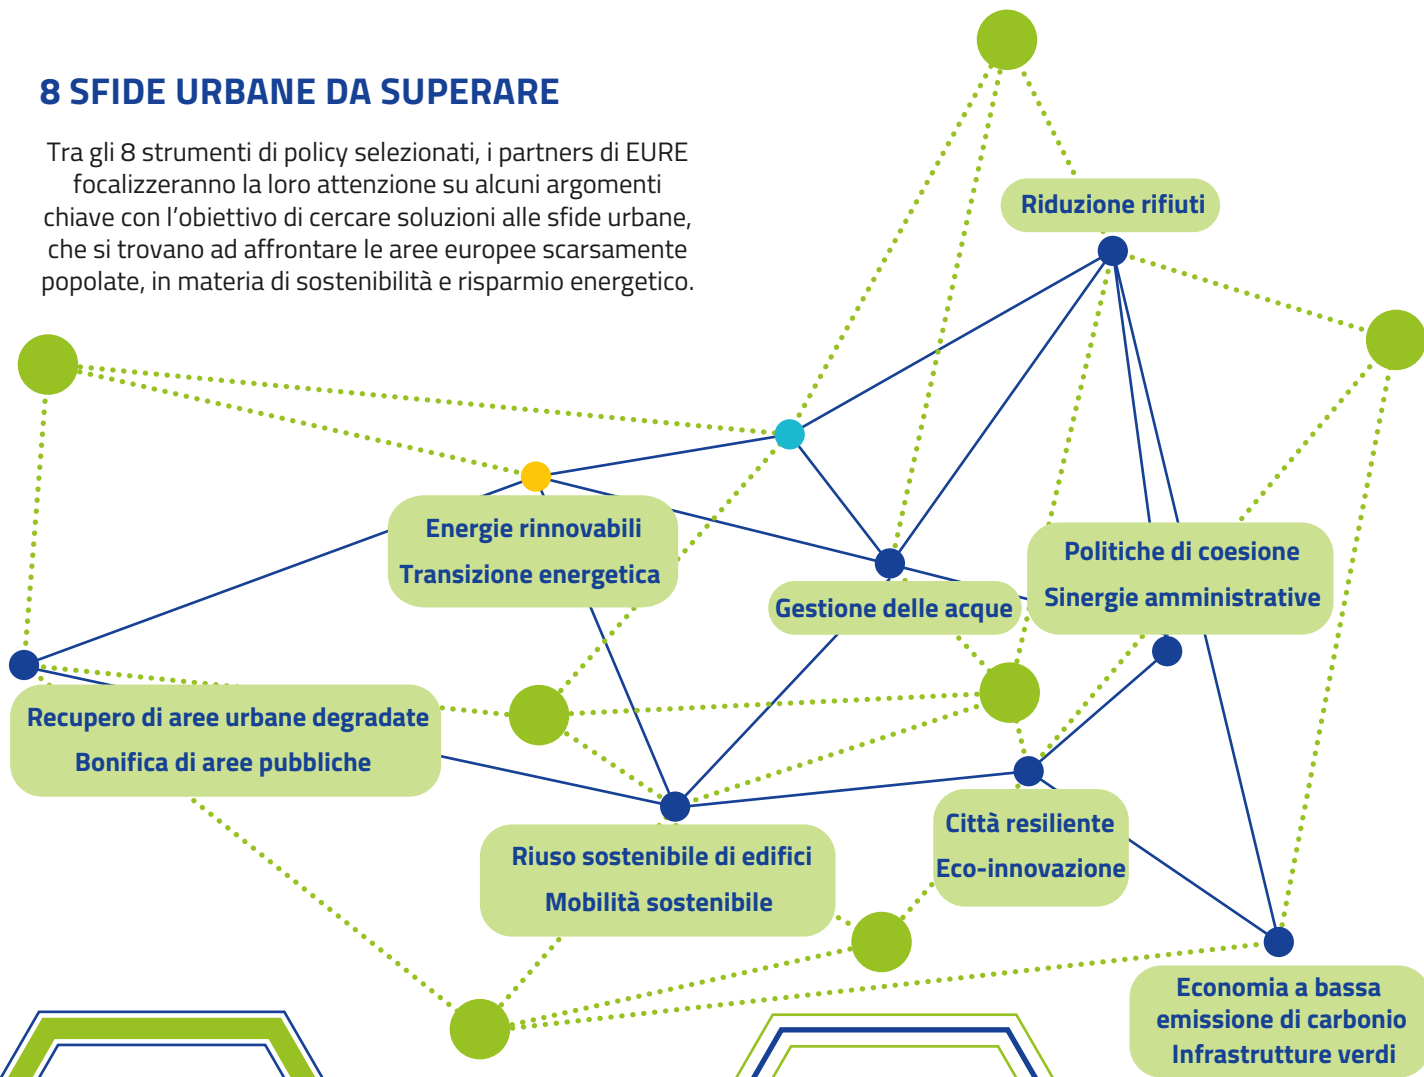 8 SFIDE URBANE DA SUPERARE
Tra gli 8 strumenti di policy selezionati, i partners di EURE
focalizzeranno la loro attenzione su alcuni argomenti
chiave con l’obiettivo di cercare soluzioni alle sfide urbane,
che si trovano ad affrontare le aree europee scarsamente
popolate, in materia di sostenibilità e risparmio energetico.
Riduzione rifiuti
Energie rinnovabili
Transizione energetica
Politiche di coesione
Sinergie amministrative
Gestione delle acque
Recupero di aree urbane degradate
Bonifica di aree pubbliche
Riuso sostenibile di edifici
Mobilità sostenibile
Città resiliente
Eco-innovazione
Economia a bassa
emissione di carbonio
Infrastrutture verdi